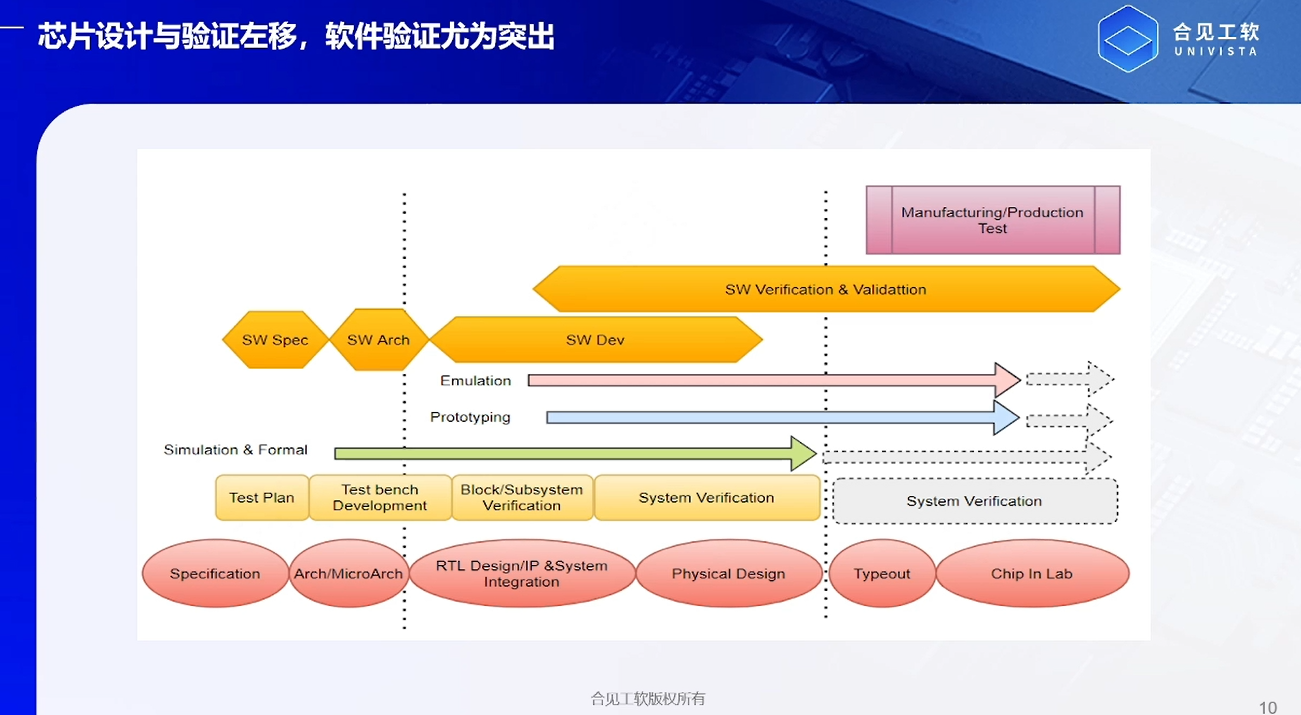 芯片设计与验证左移，软件验证尤为突出
合见工软
UNIVISTA
Manufacturing/Production
Test
SW Verification & Validattion
SW Spec
SW Arch
SW Dev
Emulation
Prototyping
Simulation & Formal
Test Plan
Test bench
Development
Block/Subsystem
Verification
System Verification
System Verification
Specification
Arch/MicroArch
RTL Design/IP &System
Integration
Physical Design
Typeout
Chip In Lab
合见工软版权所有
10